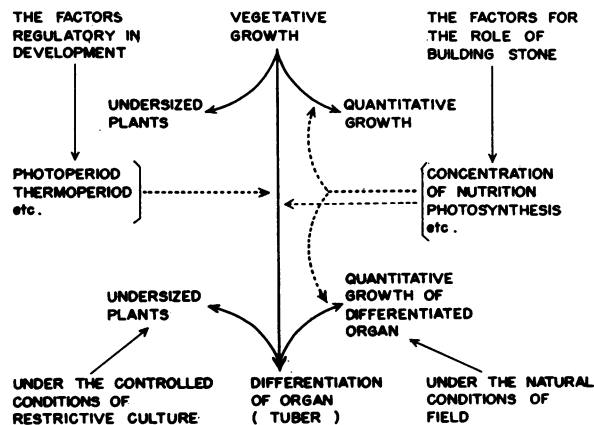 THE FACTORS
REGULATORY IN
DEVELOPMENT
VEGETATIVE
GROWTH
THE FACTORS FOR
THE ROLE OF
BUILDING STONE
UNDERSIZED
PLANTS
QUANTITATIVE
GROWTH
PHOTOPERIOD
THERMOPERIOD
etc.
CONCENTRATION
OF NUTRITION
PHOTOSYNTHESIS
etc.
UNDERSIZED
PLANTS
QUANTITATIVE
GROWTH OF
DIFFERENTIATED
ORGAN
UNDER THE CONTROLLED
CONDITIONS OF
RESTRICTIVE CULTURE
DIFFERENTIATION
OF ORGAN
( TUBER )
UNDER THE NATURAL
CONDITIONS OF
FIELD